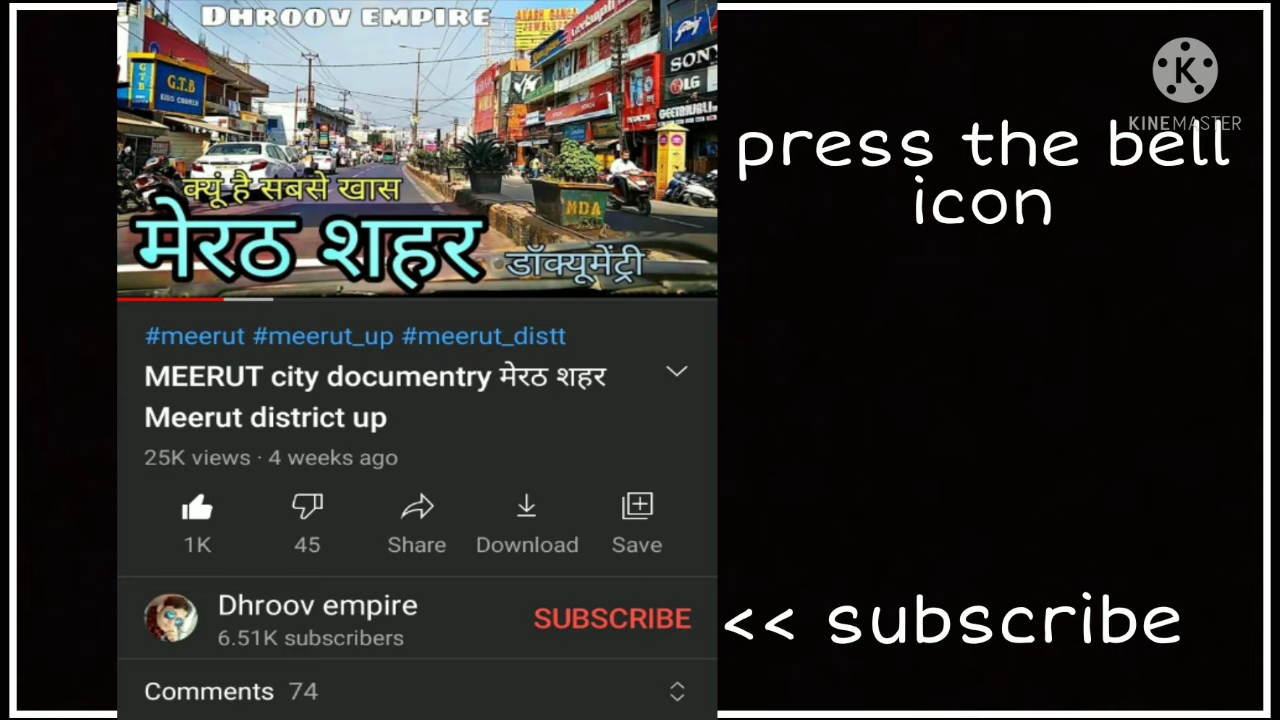 DHROOV EMPIRE
G.T.B
GTB
SONY
LG
MDA
क्यूं है सबसे खास
मेरठ शहर
डॉक्यूमेंट्री
#meerut #meerut_up #meerut_distt
MEERUT city documentry मेरठ शहर
Meerut district up
25K views · 4 weeks ago
1K
45
Share
Download
Save
Dhroov empire
6.51K subscribers
SUBSCRIBE
Comments 74
K
KINEMASTER
press the bell
icon
<< subscribe